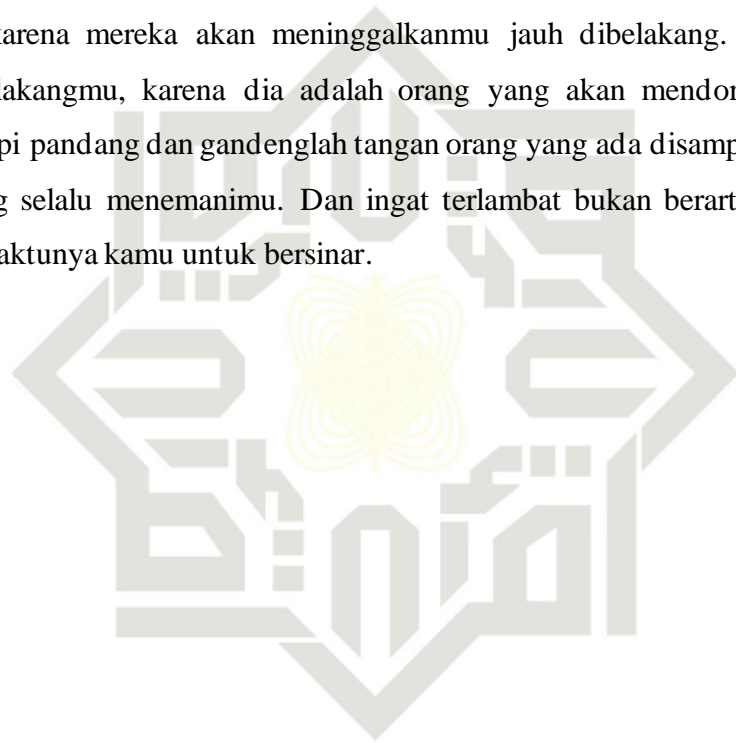 karena mereka akan meninggalkanmu jauh dibelakang.
lakangmu, karena dia adalah orang yang akan mendor
pi pandang dan gandenglah tangan orang yang ada disamp
g selalu menemanimu. Dan ingat terlambat bukan berart
aktunya kamu untuk bersinar.